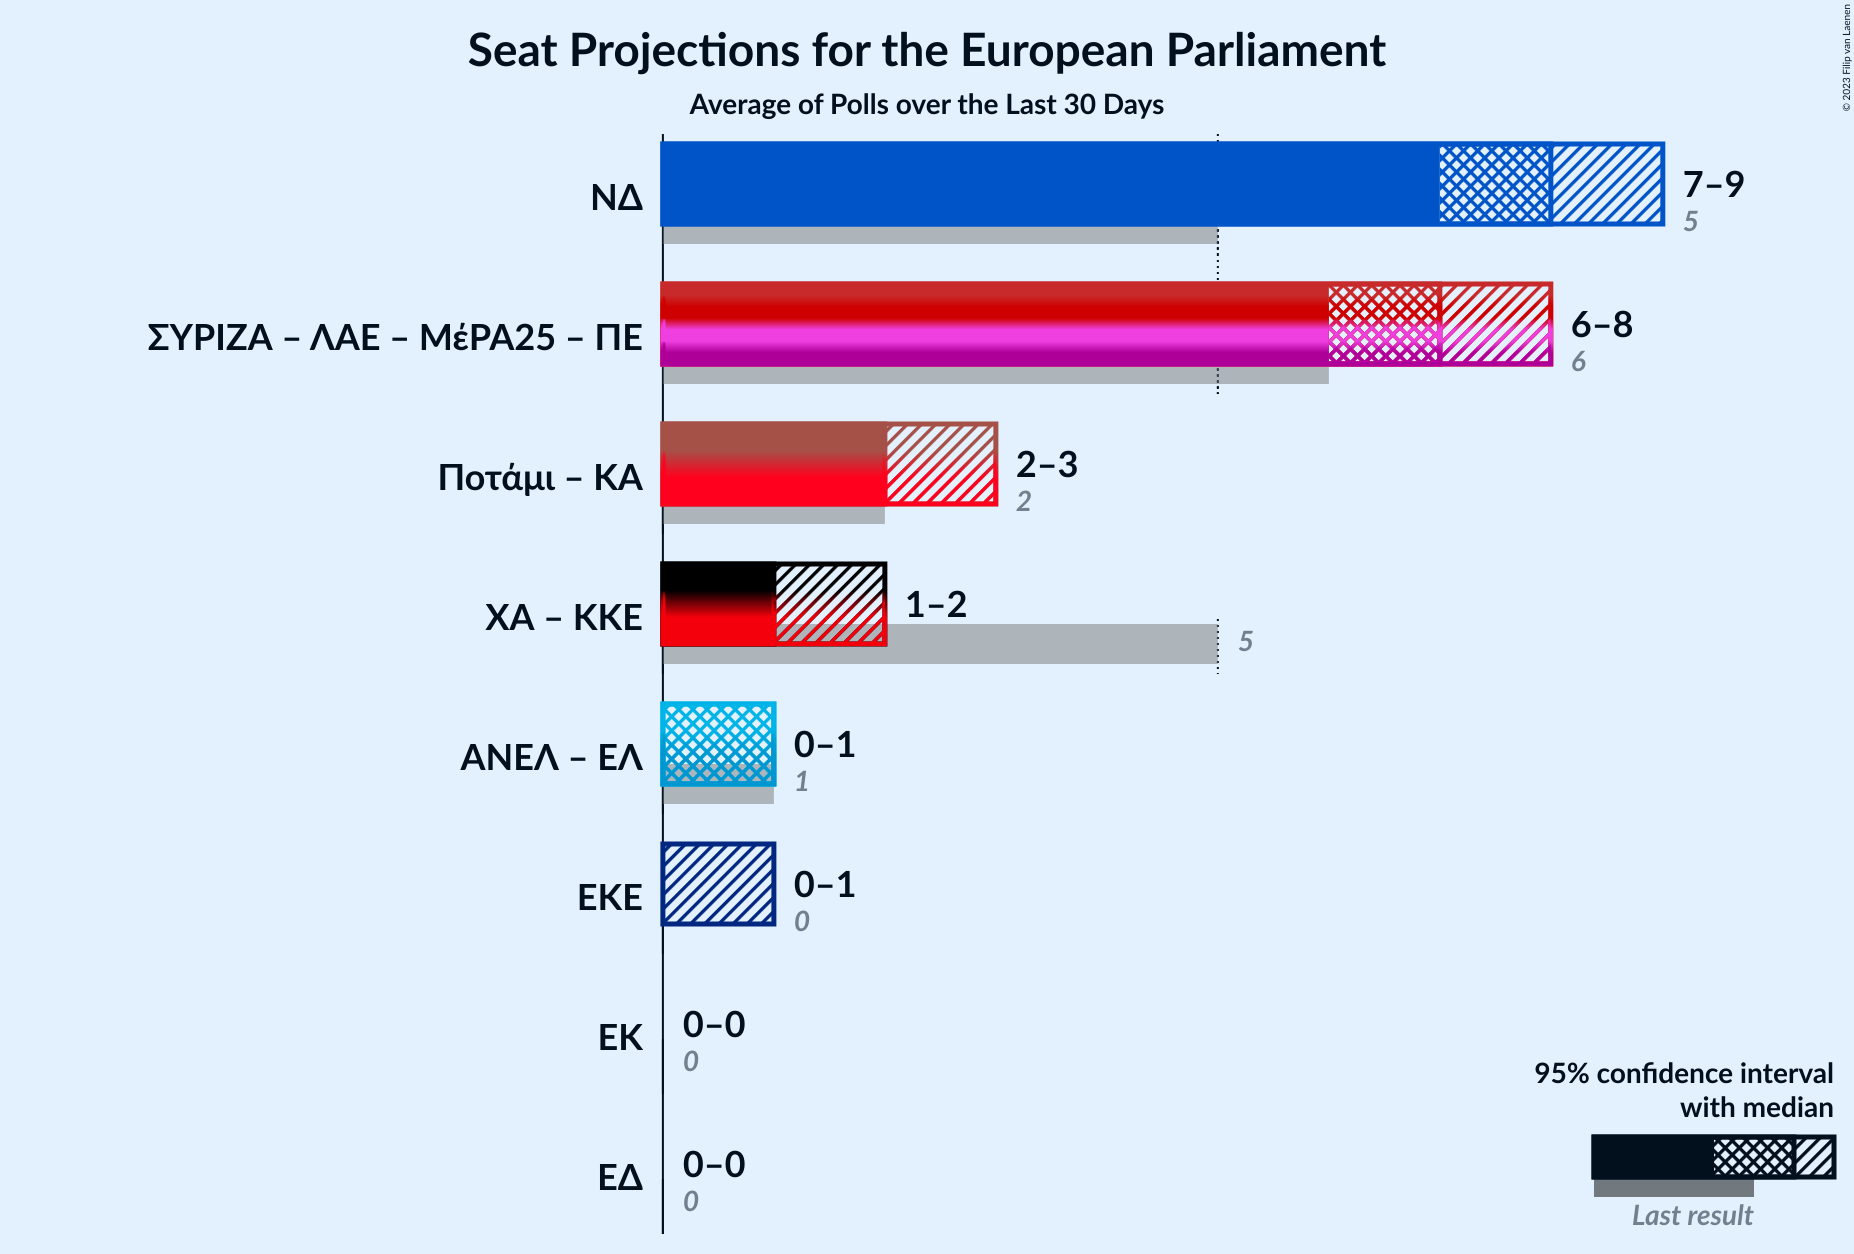 Seat Projections for the European Parliament
Average of Polls over the Last 30 Days
© 2023 Filip van Laenen
ΝΔ
7–9
5
ΣΥΡΙΖΑ – ΛΑΕ – ΜέΡΑ25 – ΠΕ
6–8
6
Ποτάμι – ΚΑ
2–3
2
ΧΑ – ΚΚΕ
1–2
5
ΑΝΕΛ – ΕΛ
0–1
1
ΕΚΕ
0–1
0
ΕΚ
0–0
0
ΕΔ
0–0
0
95% confidence interval
with median
Last result